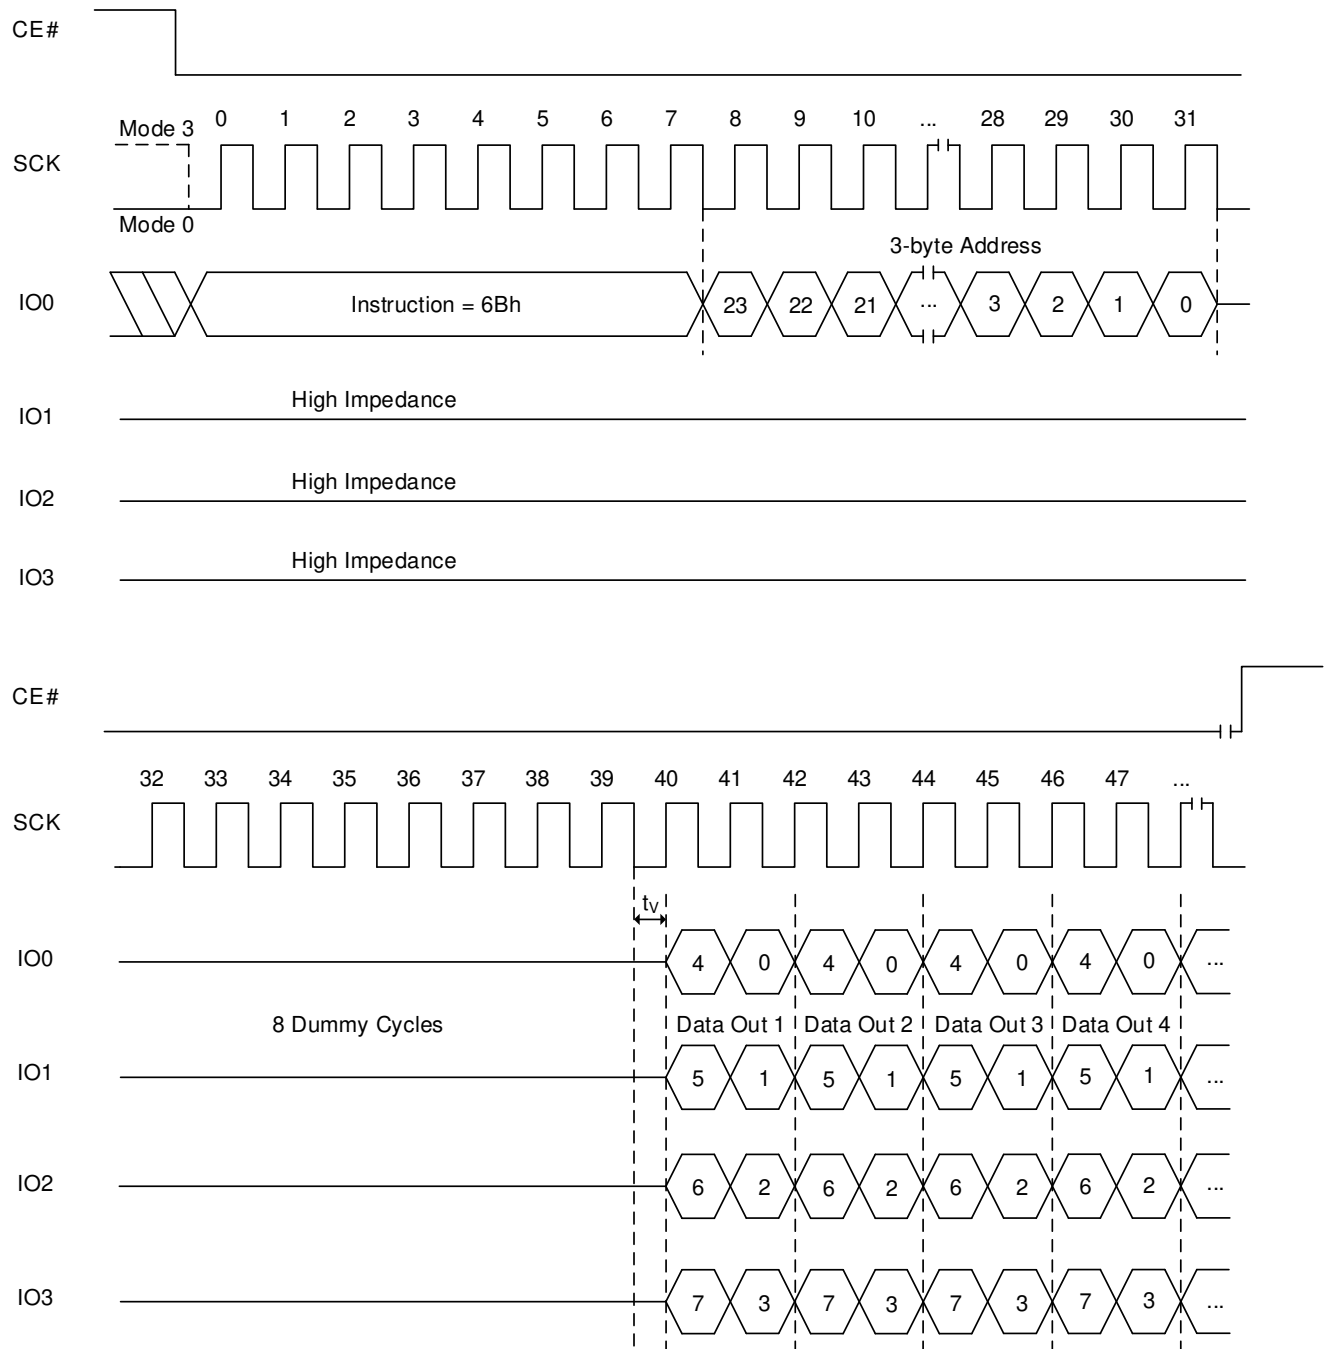 CE#
Mode 3 0 1 2 3 4 5 6 7 8 9 10 ... 28 29 30 31
SCK
Mode 0
3-byte Address
IO0 Instruction = 6Bh 23 22 21 ... 3 2 1 0
High Impedance
IO1
High Impedance
IO2
High Impedance
IO3
CE#
32 33 34 35 36 37 38 39 40 41 42 43 44 45 46 47 ...
SCK
tV
IO0 4 0 4 0 4 0 4 0 ...
8 Dummy Cycles Data Out 1 Data Out 2 Data Out 3 Data Out 4
IO1 5 1 5 1 5 1 5 1 ...
IO2 6 2 6 2 6 2 6 2 ...
IO3 7 3 7 3 7 3 7 3 ...